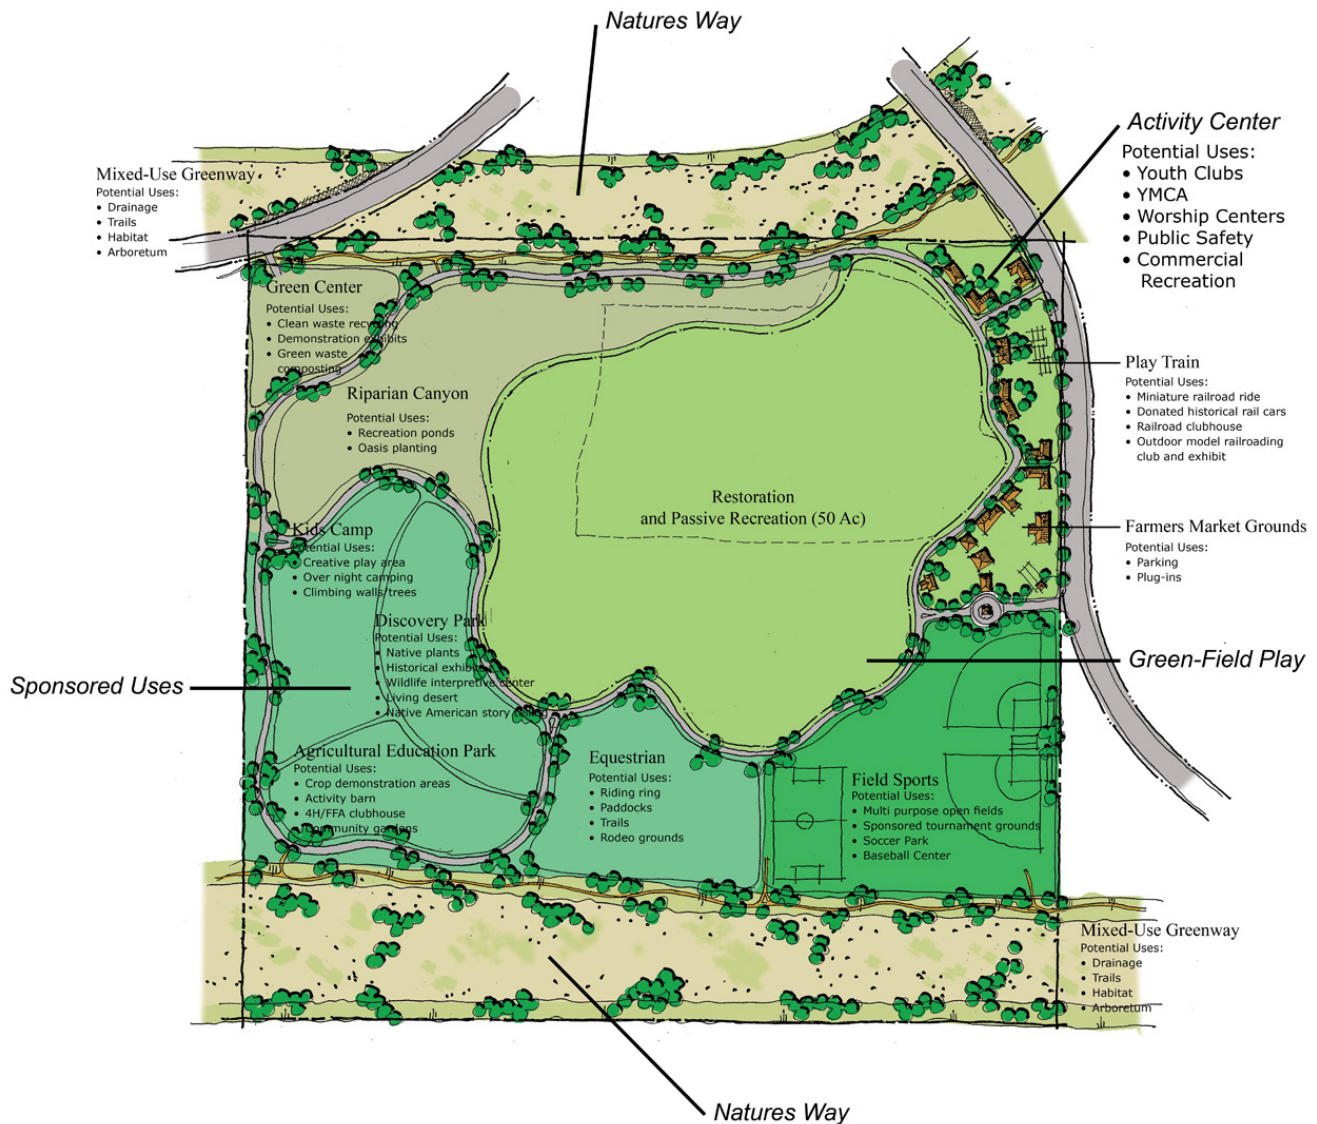 Natures Way
Activity Center
Potential Uses:
• Youth Clubs
• YMCA
• Worship Centers
• Public Safety
• Commercial
Recreation
Mixed-Use Greenway
Potential Uses:
• Drainage
• Trails
• Habitat
• Arboretum
Green Center
Potential Uses:
• Clean waste recycling
• Demonstration exhibits
• Green waste
composting
Riparian Canyon
Potential Uses:
• Recreation ponds
• Oasis planting
Play Train
Potential Uses:
• Miniature railroad ride
• Donated historical rail cars
• Railroad clubhouse
• Outdoor model railroading
club and exhibit
Restoration
and Passive Recreation (50 Ac)
Farmers Market Grounds
Potential Uses:
• Parking
• Plug-ins
Kids Camp
Potential Uses:
• Creative play area
• Over night camping
• Climbing walls/trees
Discovery Park
Potential Uses:
• Native plants
• Historical exhibits
• Wildlife interpretive center
• Living desert
• Native American story telling
Green-Field Play
Sponsored Uses
Agricultural Education Park
Potential Uses:
• Crop demonstration areas
• Activity barn
• 4H/FFA clubhouse
• Community gardens
Equestrian
Potential Uses:
• Riding ring
• Paddocks
• Trails
• Rodeo grounds
Field Sports
Potential Uses:
• Multi purpose open fields
• Sponsored tournament grounds
• Soccer Park
• Baseball Center
Mixed-Use Greenway
Potential Uses:
• Drainage
• Trails
• Habitat
• Arboretum
Natures Way